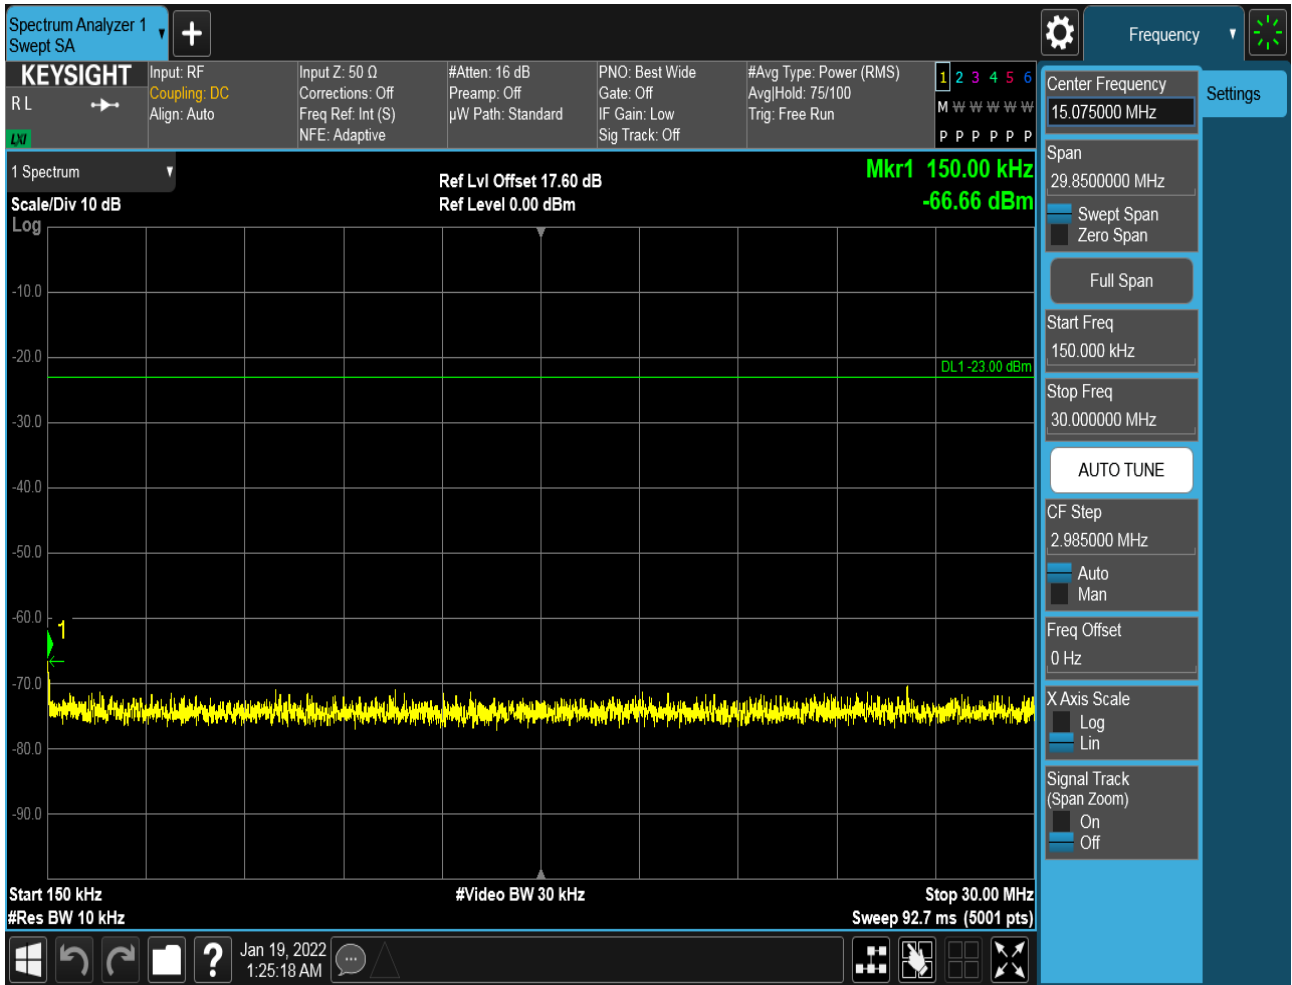 Spectrum Analyzer 1
Swept SA
Frequency
KEYSIGHT
R L
LXI
Input: RF
Coupling: DC
Align: Auto
Input Z: 50 Ω
Corrections: Off
Freq Ref: Int (S)
NFE: Adaptive
#Atten: 16 dB
Preamp: Off
µW Path: Standard
PNO: Best Wide
Gate: Off
IF Gain: Low
Sig Track: Off
#Avg Type: Power (RMS)
Avg|Hold: 75/100
Trig: Free Run
1 2 3 4 5 6
M W W W W W
P P P P P P
1 Spectrum
Scale/Div 10 dB
Log
Ref Lvl Offset 17.60 dB
Ref Level 0.00 dBm
Mkr1 150.00 kHz
-66.66 dBm
-10.0
-20.0
DL1 -23.00 dBm
-30.0
-40.0
-50.0
-60.0
1
-70.0
-80.0
-90.0
Start 150 kHz
#Video BW 30 kHz
Stop 30.00 MHz
#Res BW 10 kHz
Sweep 92.7 ms (5001 pts)
Center Frequency
15.075000 MHz
Settings
Span
29.8500000 MHz
Swept Span
Zero Span
Full Span
Start Freq
150.000 kHz
Stop Freq
30.000000 MHz
AUTO TUNE
CF Step
2.985000 MHz
Auto
Man
Freq Offset
0 Hz
X Axis Scale
Log
Lin
Signal Track
(Span Zoom)
On
Off
?
Jan 19, 2022
1:25:18 AM